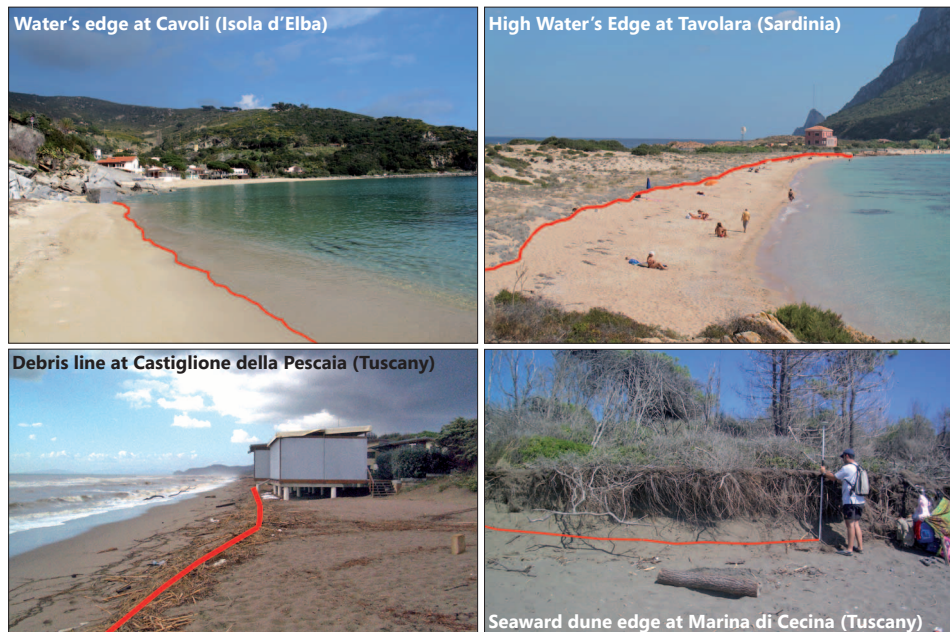 Water’s edge at Cavoli (Isola d’Elba)
High Water’s Edge at Tavolara (Sardinia)
Debris line at Castiglione della Pescaia (Tuscany)
Seaward dune edge at Marina di Cecina (Tuscany)